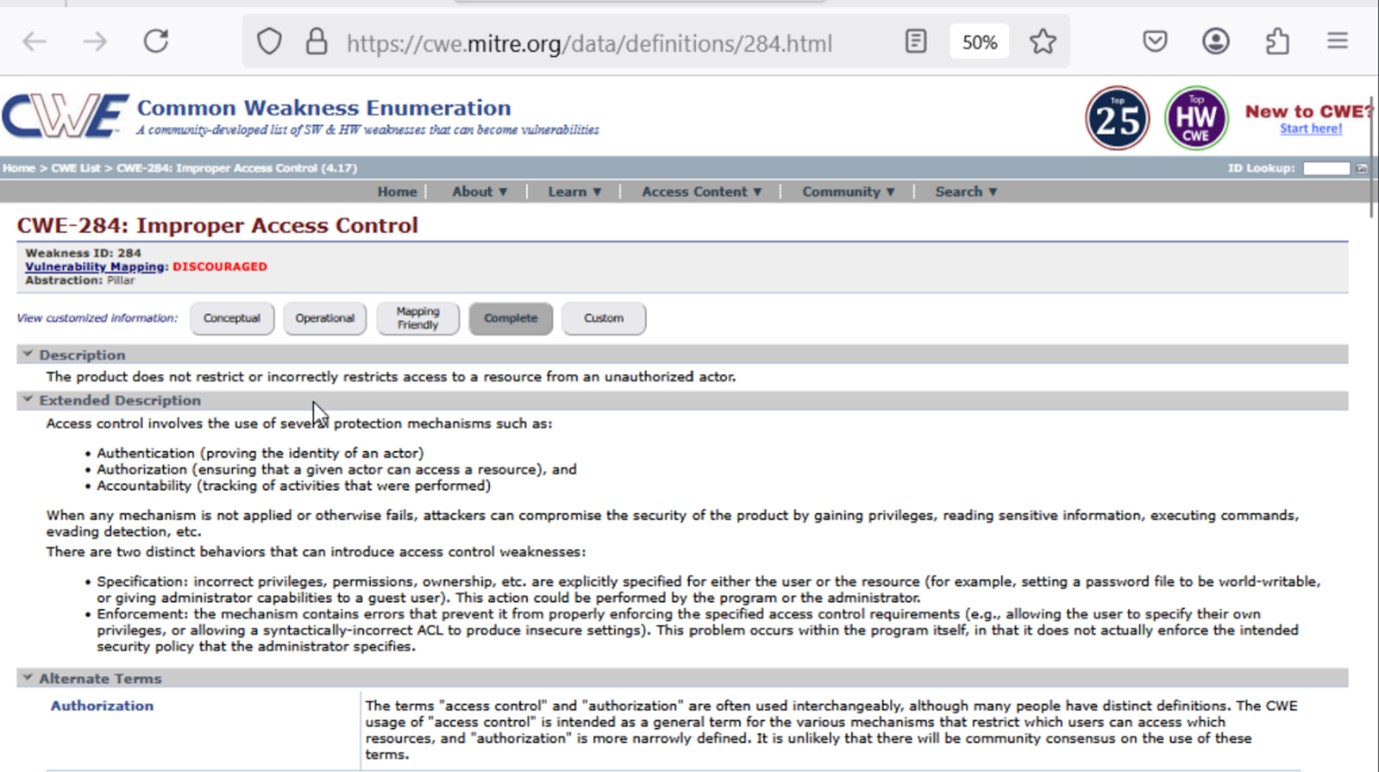 https://cwe.mitre.org/data/definitions/284.html
50%
CWE
Common Weakness Enumeration
A community-developed list of SW & HW weaknesses that can become vulnerabilities
Top
25
Top
HW
CWE
New to CWE?
Start here!
Home > CWE List > CWE-284: Improper Access Control (4.17)
ID Lookup:
Go
Home
About ▼
Learn ▼
Access Content ▼
Community ▼
Search ▼
CWE-284: Improper Access Control
Weakness ID: 284
Vulnerability Mapping: DISCOURAGED
Abstraction: Pillar
View customized information:
Conceptual
Operational
Mapping
Friendly
Complete
Custom
Description
The product does not restrict or incorrectly restricts access to a resource from an unauthorized actor.
Extended Description
Access control involves the use of several protection mechanisms such as:
• Authentication (proving the identity of an actor)
• Authorization (ensuring that a given actor can access a resource), and
• Accountability (tracking of activities that were performed)
When any mechanism is not applied or otherwise fails, attackers can compromise the security of the product by gaining privileges, reading sensitive information, executing commands,
evading detection, etc.
There are two distinct behaviors that can introduce access control weaknesses:
• Specification: incorrect privileges, permissions, ownership, etc. are explicitly specified for either the user or the resource (for example, setting a password file to be world-writable,
or giving administrator capabilities to a guest user). This action could be performed by the program or the administrator.
• Enforcement: the mechanism contains errors that prevent it from properly enforcing the specified access control requirements (e.g., allowing the user to specify their own
privileges, or allowing a syntactically-incorrect ACL to produce insecure settings). This problem occurs within the program itself, in that it does not actually enforce the intended
security policy that the administrator specifies.
Alternate Terms
Authorization
The terms "access control" and "authorization" are often used interchangeably, although many people have distinct definitions. The CWE
usage of "access control" is intended as a general term for the various mechanisms that restrict which users can access which
resources, and "authorization" is more narrowly defined. It is unlikely that there will be community consensus on the use of these
terms.